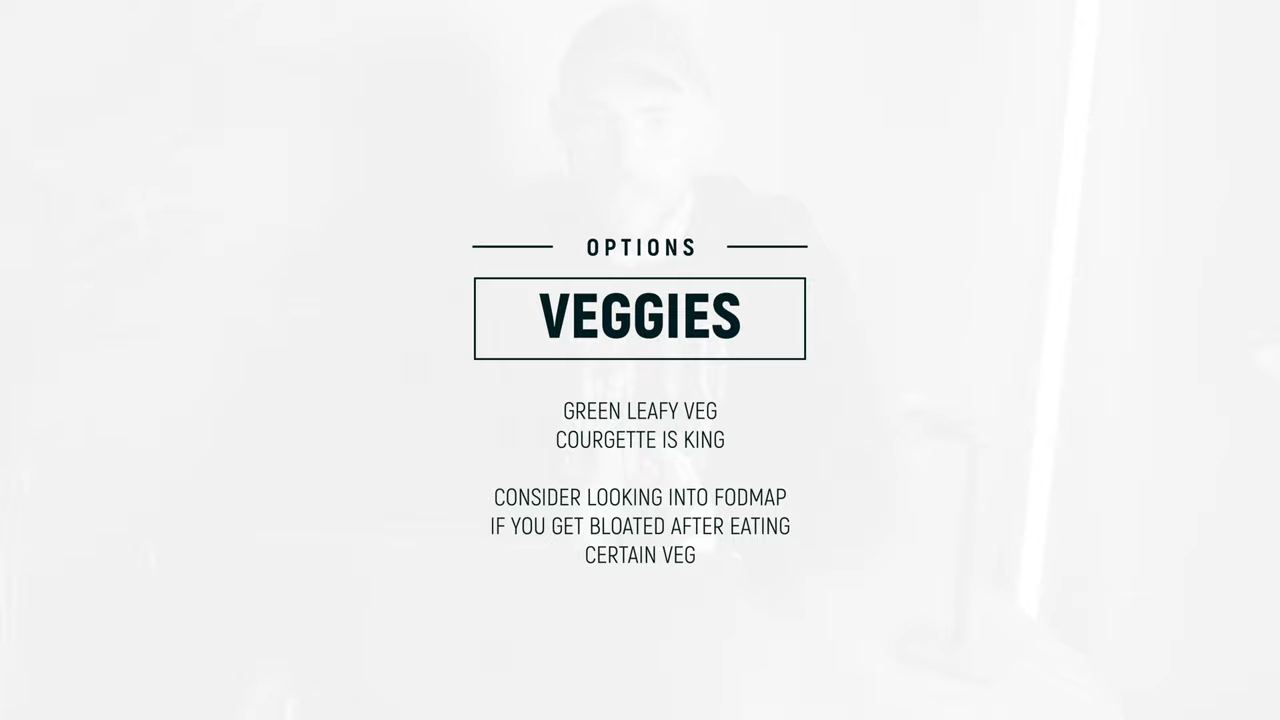 OPTIONS
VEGGIES
GREEN LEAFY VEG
COURGETTE IS KING
CONSIDER LOOKING INTO FODMAP
IF YOU GET BLOATED AFTER EATING
CERTAIN VEG